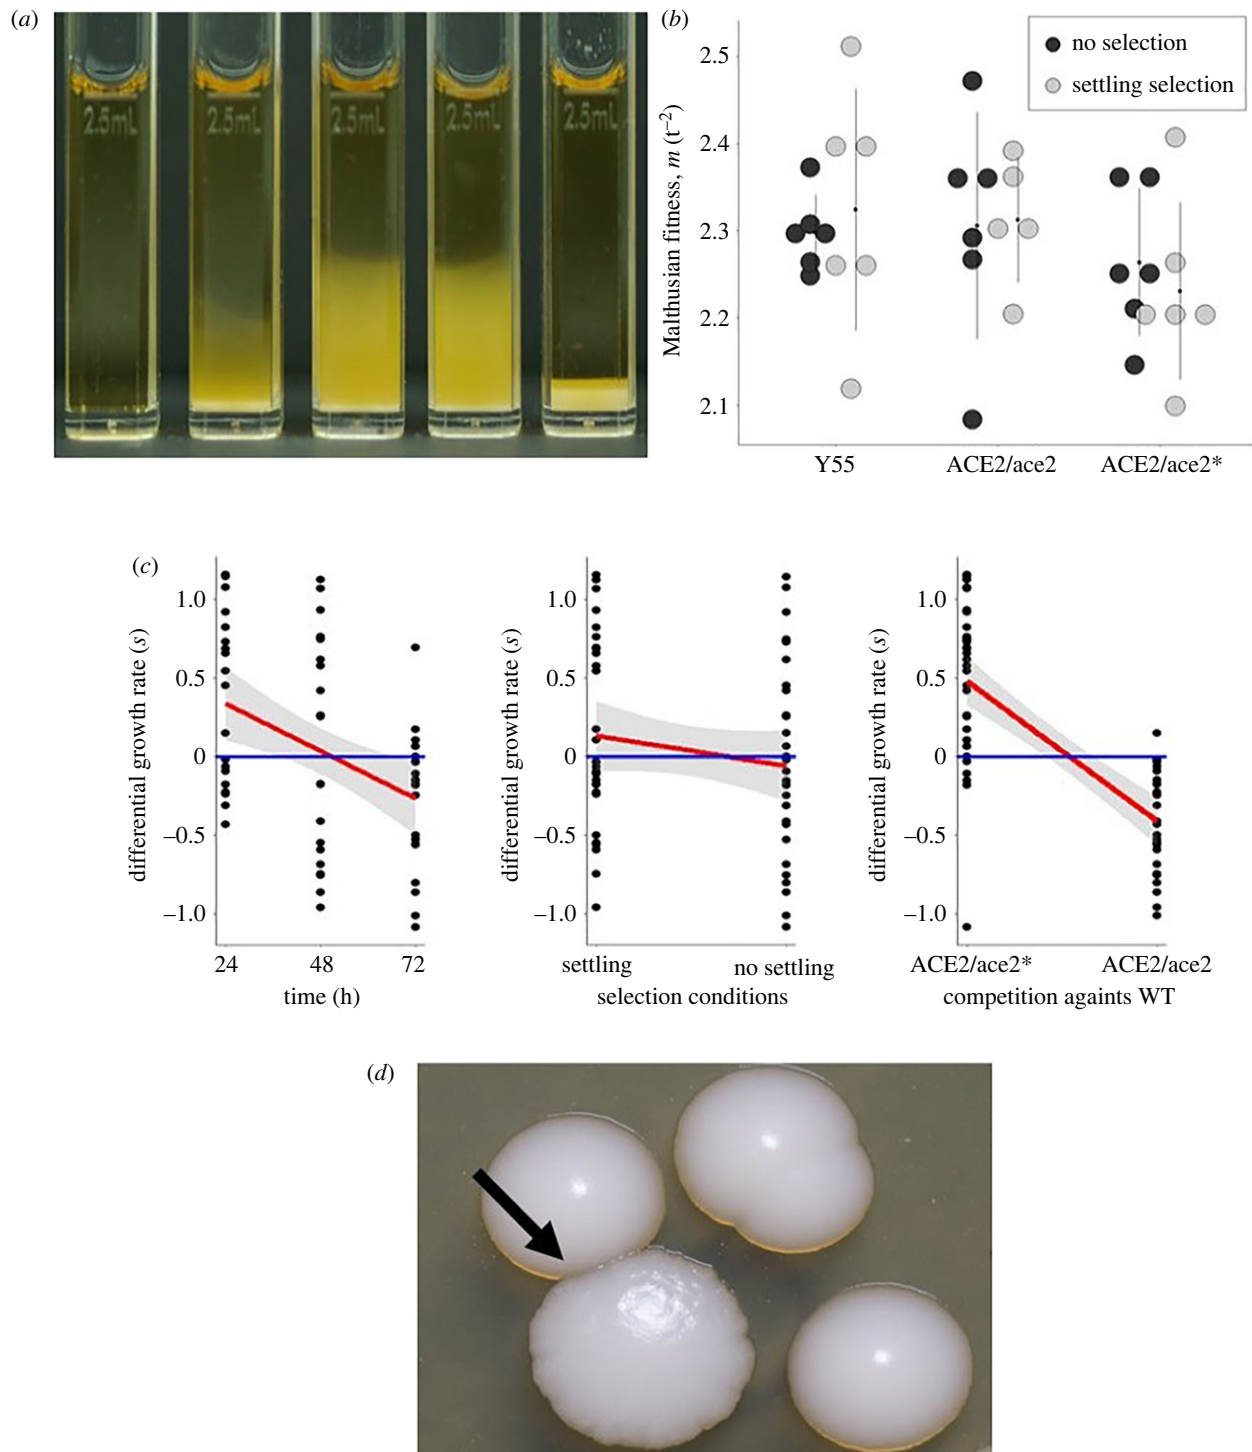 (a)
2.5mL 2.5mL 2.5mL 2.5mL 2.5mL
(b)
no selection
settling selection
Malthusian fitness, m (t⁻²)
2.5
2.4
2.3
2.2
2.1
Y55 ACE2/ace2 ACE2/ace2*
(c)
differential growth rate (s)
1.0
0.5
0
–0.5
–1.0
24 48 72
time (h)
differential growth rate (s)
1.0
0.5
0
–0.5
–1.0
settling no settling
selection conditions
differential growth rate (s)
1.0
0.5
0
–0.5
–1.0
ACE2/ace2* ACE2/ace2
competition againts WT
(d)